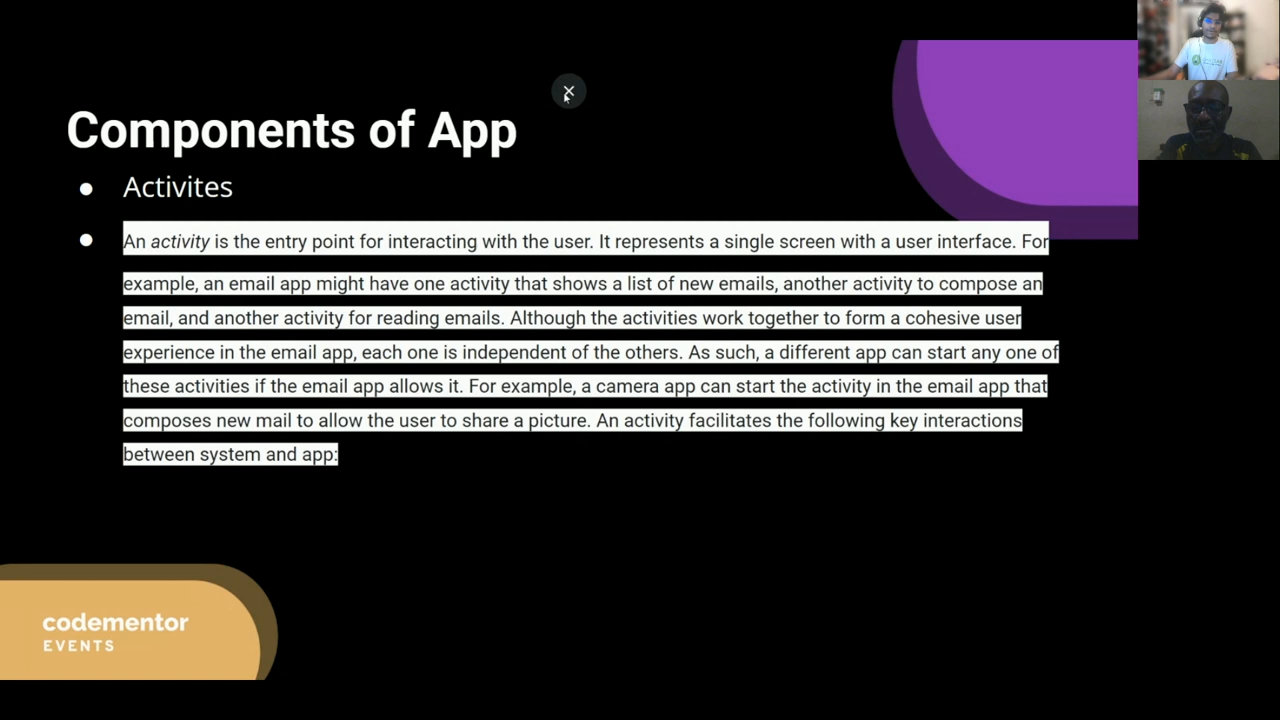 Components of App
● Activites
● An activity is the entry point for interacting with the user. It represents a single screen with a user interface. For
example, an email app might have one activity that shows a list of new emails, another activity to compose an
email, and another activity for reading emails. Although the activities work together to form a cohesive user
experience in the email app, each one is independent of the others. As such, a different app can start any one of
these activities if the email app allows it. For example, a camera app can start the activity in the email app that
composes new mail to allow the user to share a picture. An activity facilitates the following key interactions
between system and app:
codementor
EVENTS